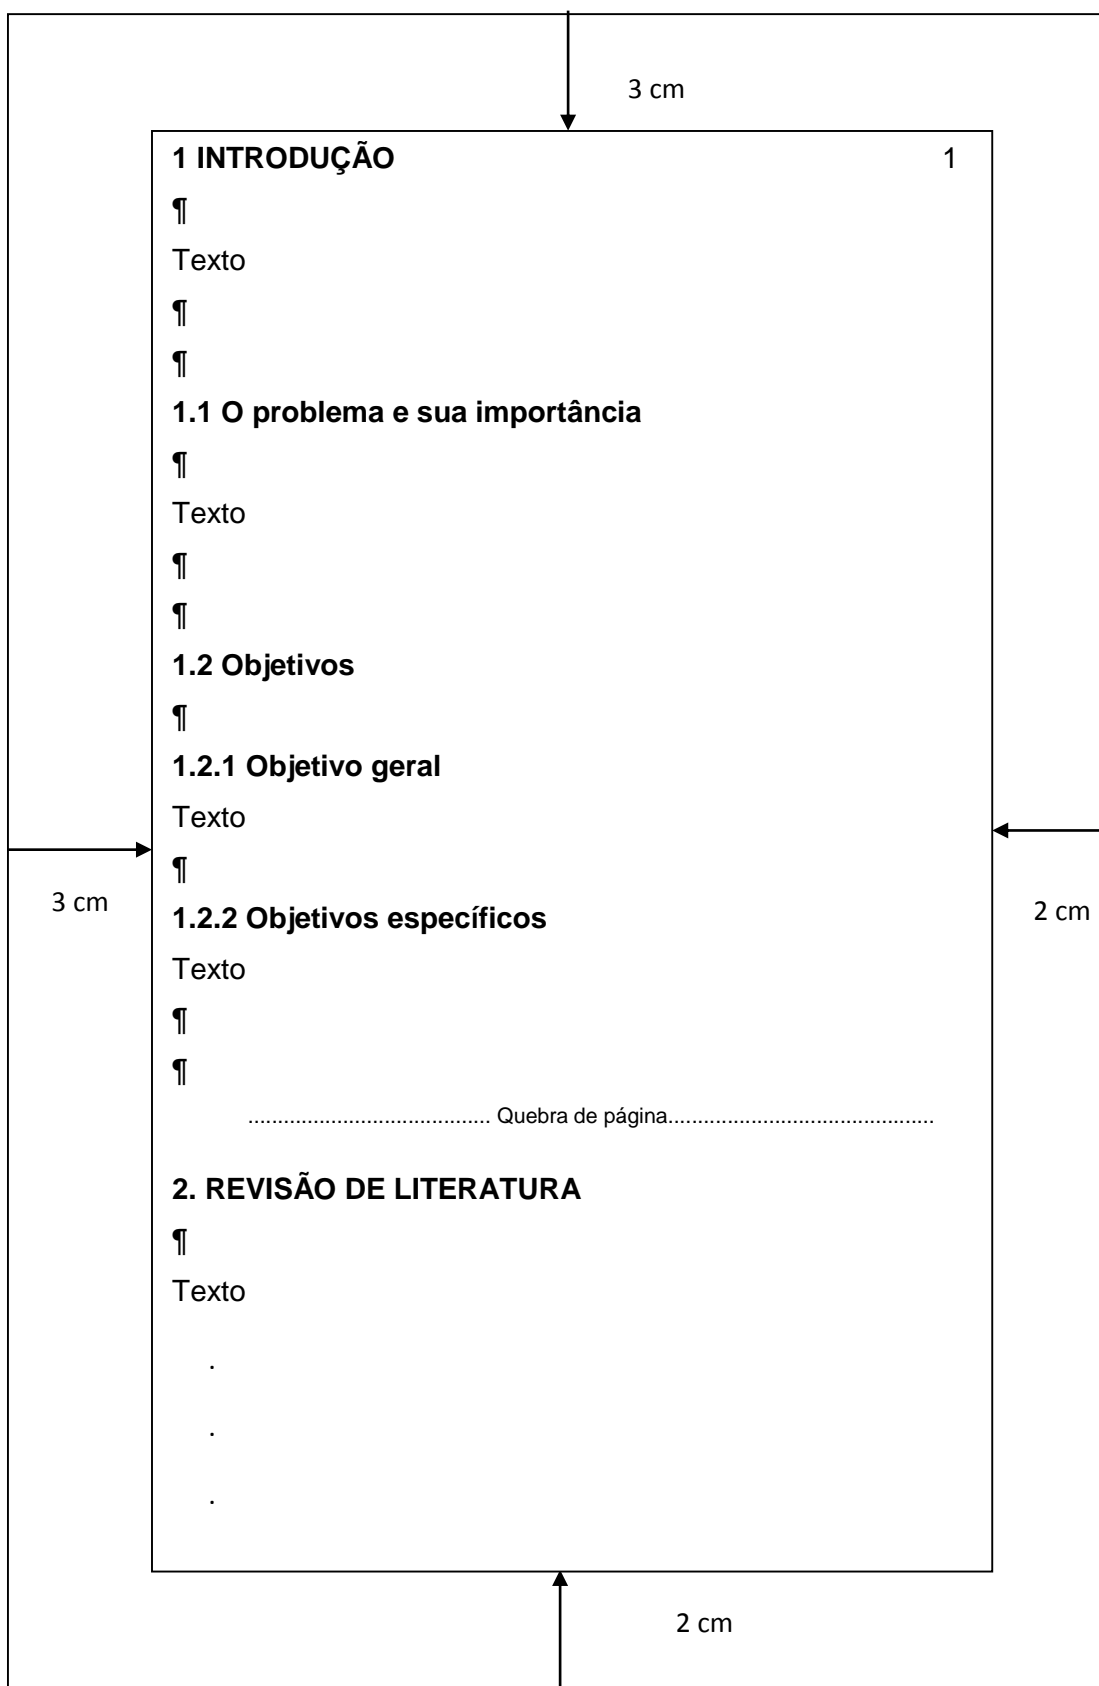 3 cm
1 INTRODUÇÃO 1
¶
Texto
¶
¶
1.1 O problema e sua importância
¶
Texto
¶
¶
1.2 Objetivos
¶
1.2.1 Objetivo geral
Texto
¶
3 cm
1.2.2 Objetivos específicos
2 cm
Texto
¶
¶
......................................... Quebra de página.............................................
2. REVISÃO DE LITERATURA
¶
Texto
.
.
.
2 cm